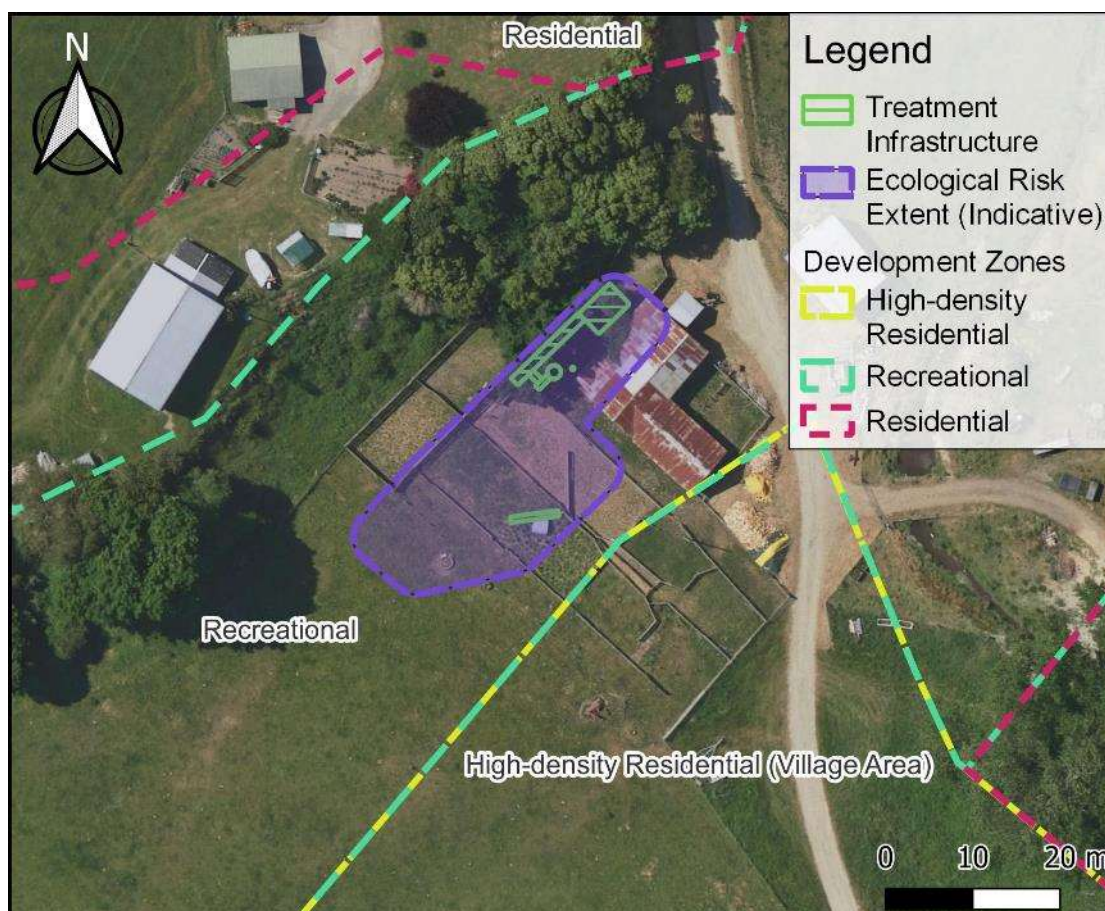 Residential
N
Legend
Treatment
Infrastructure
Ecological Risk
Extent (Indicative)
Development Zones
High-density
Residential
Recreational
Residential
Recreational
High-density Residential (Village Area)
0 10 20 m